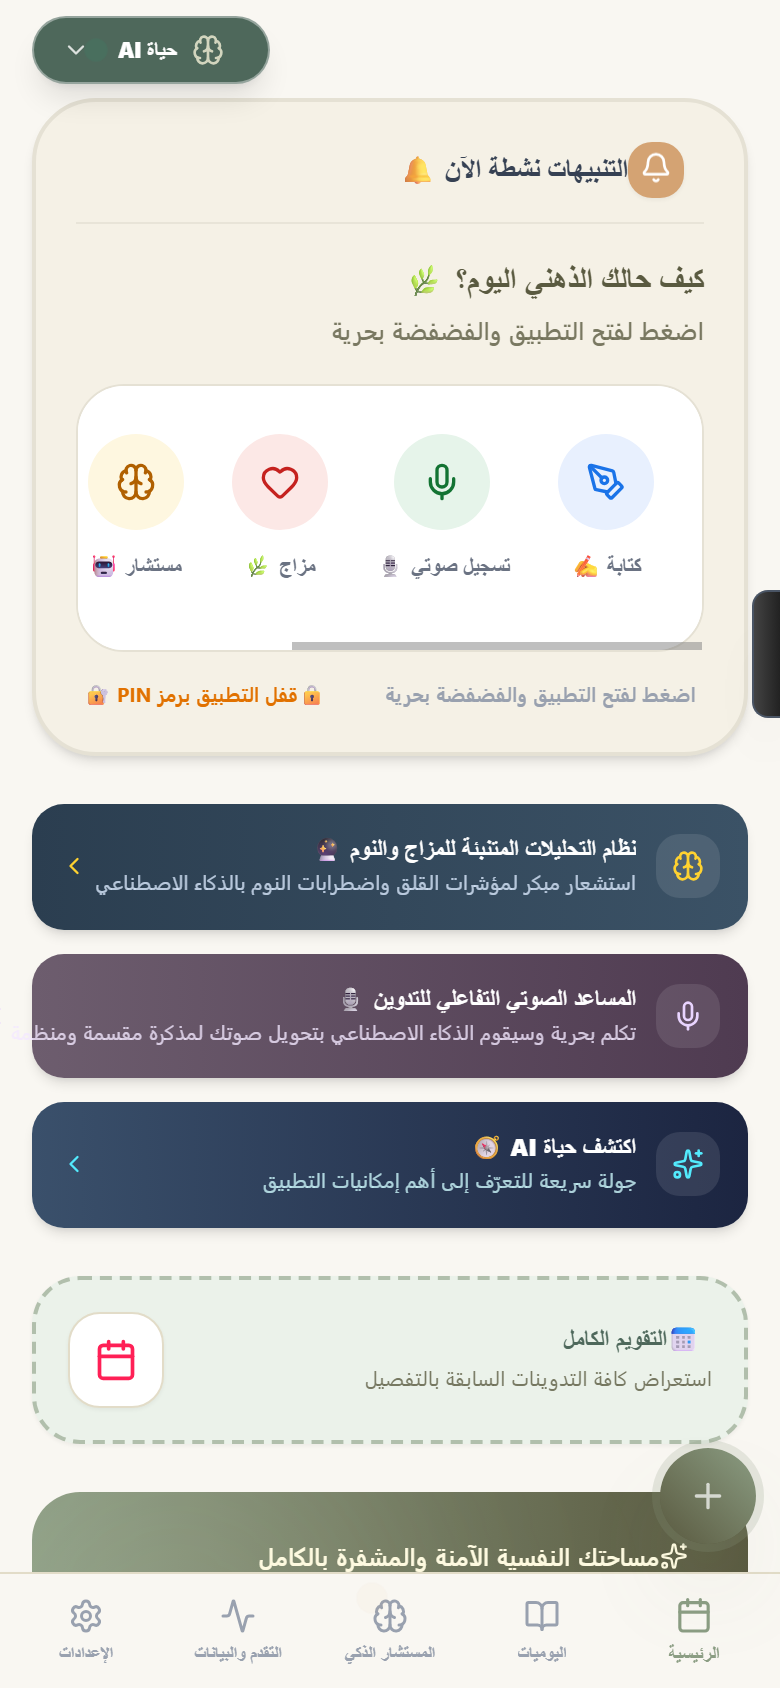 حياة AI
التنبيهات نشطة الآن 🔔
كيف حالك الذهني اليوم؟ 🌿
اضغط لفتح التطبيق والفضفضة بحرية
كتابة ✍️
تسجيل صوتي 🎙️
مزاج 🌿
مستشار 🤖
اضغط لفتح التطبيق والفضفضة بحرية
🔒 قفل التطبيق برمز PIN 🔐
نظام التحليلات المتنبئة للمزاج والنوم 🔮
استشعار مبكر لمؤشرات القلق واضطرابات النوم بالذكاء الاصطناعي
المساعد الصوتي التفاعلي للتدوين 🎙️
تكلم بحرية وسيقوم الذكاء الاصطناعي بتحويل صوتك لمذكرة مقسمة ومنظمة
اكتشف حياة AI 🧭
جولة سريعة للتعرّف إلى أهم إمكانيات التطبيق
🗓️ التقويم الكامل
استعراض كافة التدوينات السابقة بالتفصيل
مساحتك النفسية الآمنة والمشفرة بالكامل
الرئيسية
اليوميات
المستشار الذكي
التقدم والبيانات
الإعدادات